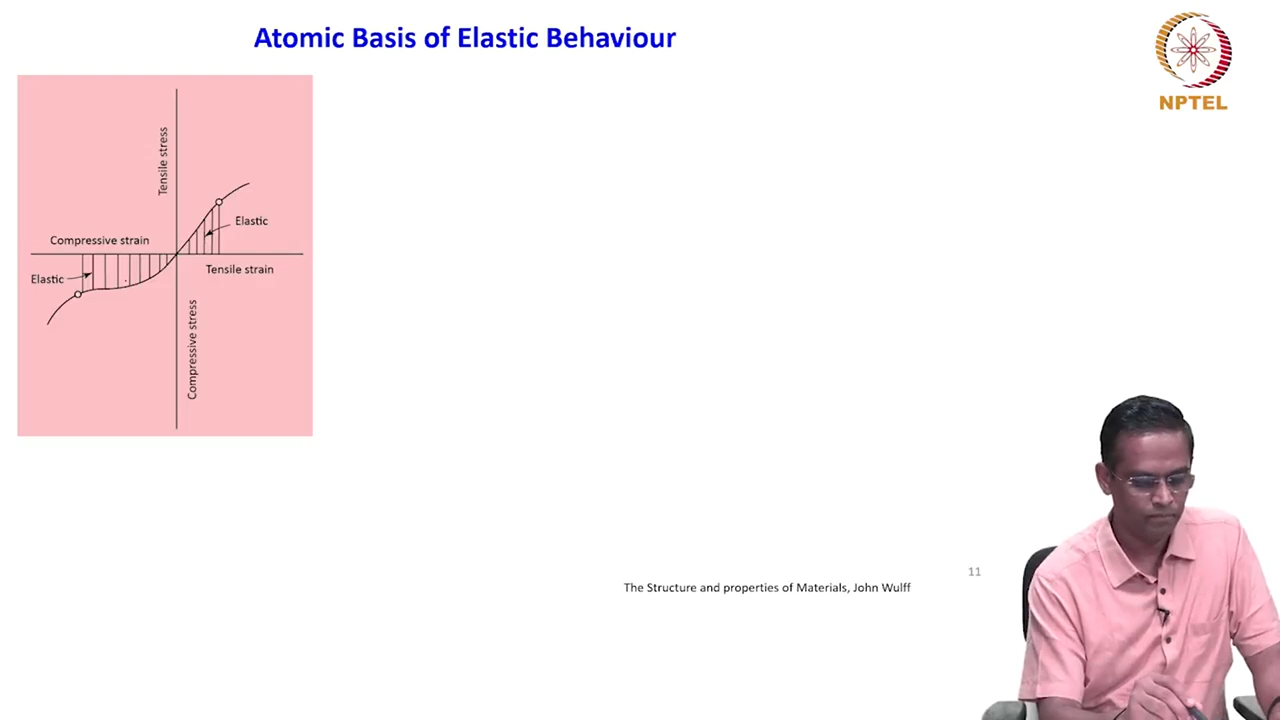 Atomic Basis of Elastic Behaviour
NPTEL
Tensile stress
Elastic
Compressive strain
Tensile strain
Elastic
Compressive stress
11
The Structure and properties of Materials, John Wulff